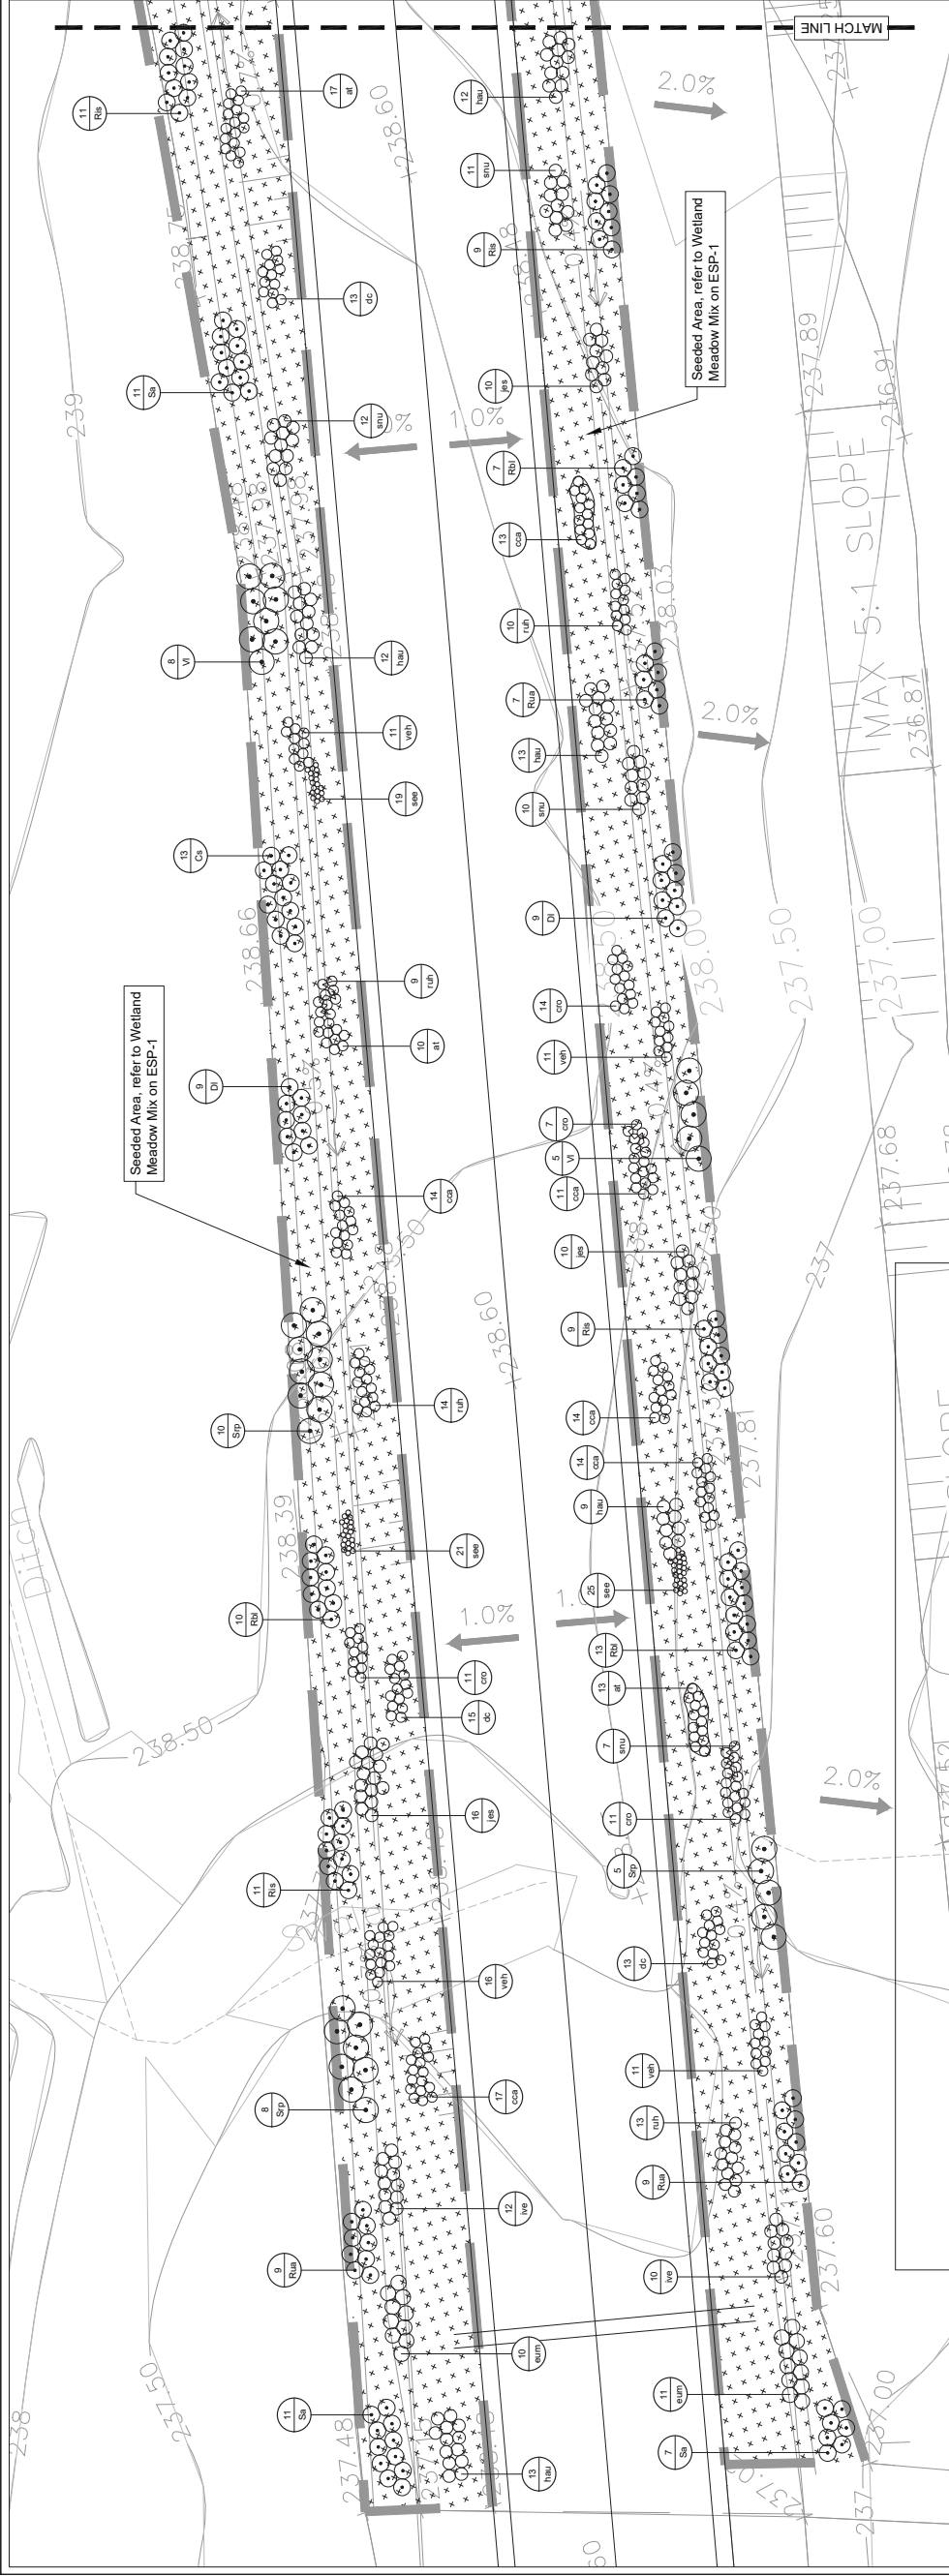 MATCH LINE
11
Ris
17
at
13
dc
11
Sa
12
snu
8
Vl
12
hau
11
veh
19
see
13
Cs
9
ruh
10
at
9
Dl
14
cca
10
Srp
14
ruh
21
see
10
Rbl
11
cro
15
dc
16
jes
11
Ris
16
veh
8
Srp
17
cca
12
ive
9
Rua
10
eum
11
Sa
13
hau
12
hau
11
snu
9
Ris
10
jes
7
Rbl
13
cca
10
ruh
7
Rua
13
hau
10
snu
9
Dl
14
cro
11
veh
7
cro
5
Vl
11
cca
10
jes
9
Ris
14
cca
14
cca
9
hau
25
see
13
Rbl
13
at
7
snu
11
cro
5
Srp
13
dc
11
veh
13
ruh
9
Rua
10
ive
11
eum
7
Sa
Seeded Area, refer to Wetland
Meadow Mix on ESP-1
Seeded Area, refer to Wetland
Meadow Mix on ESP-1
239
+238.60
2.0%
1.0%
237.89
236.91
MAX 5:1 SLOPE
236.87
238.03
2.0%
238.66
238.00
237.50
237.00
+238.60
237.68
237
238.39
237.81
Ditch
1.0%
238.50
2.0%
237.60
237.50
237.48
238
237.00
237